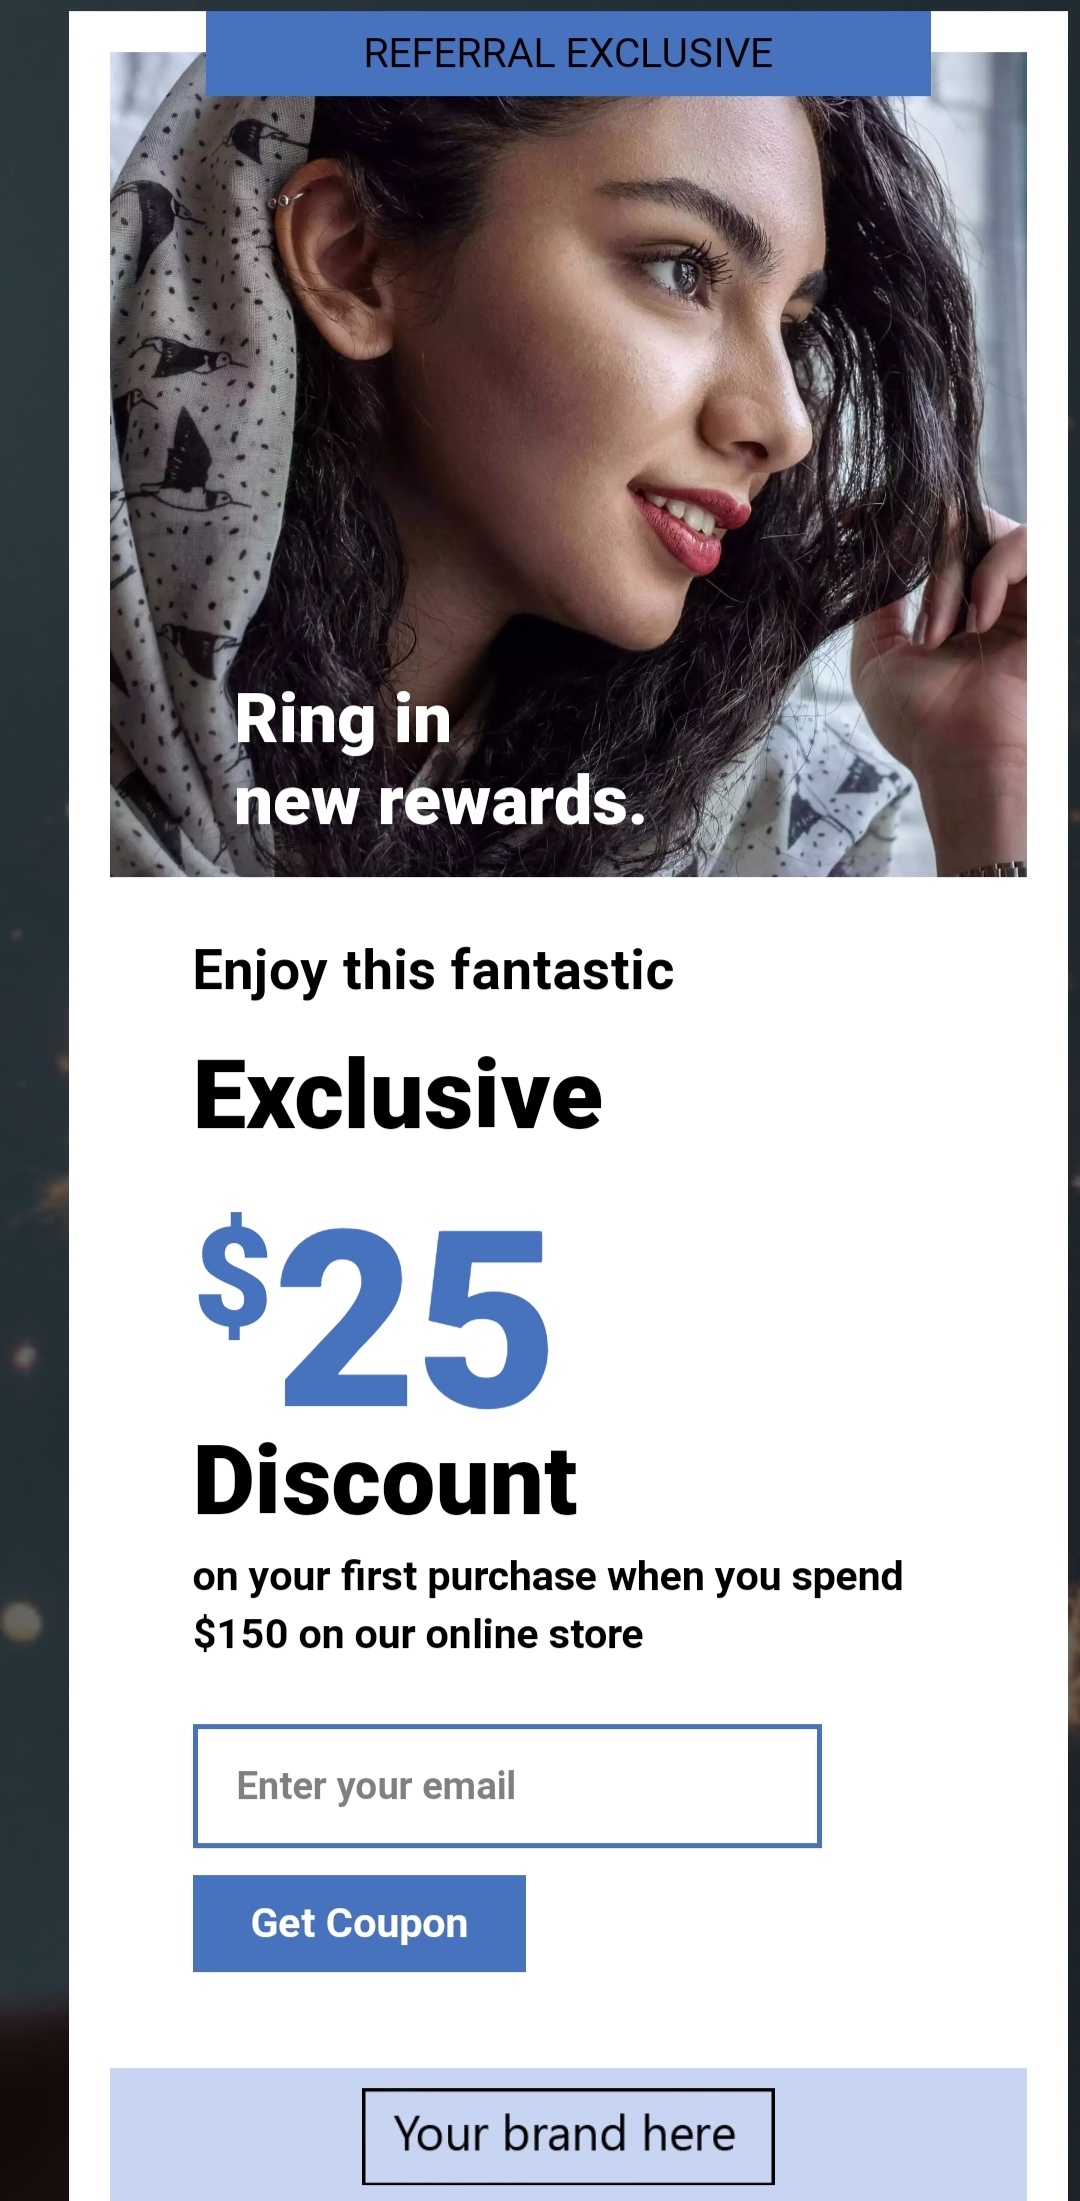 REFERRAL EXCLUSIVE
Ring in
new rewards.
Enjoy this fantastic
Exclusive
$25
Discount
on your first purchase when you spend
$150 on our online store
Enter your email
Get Coupon
Your brand here